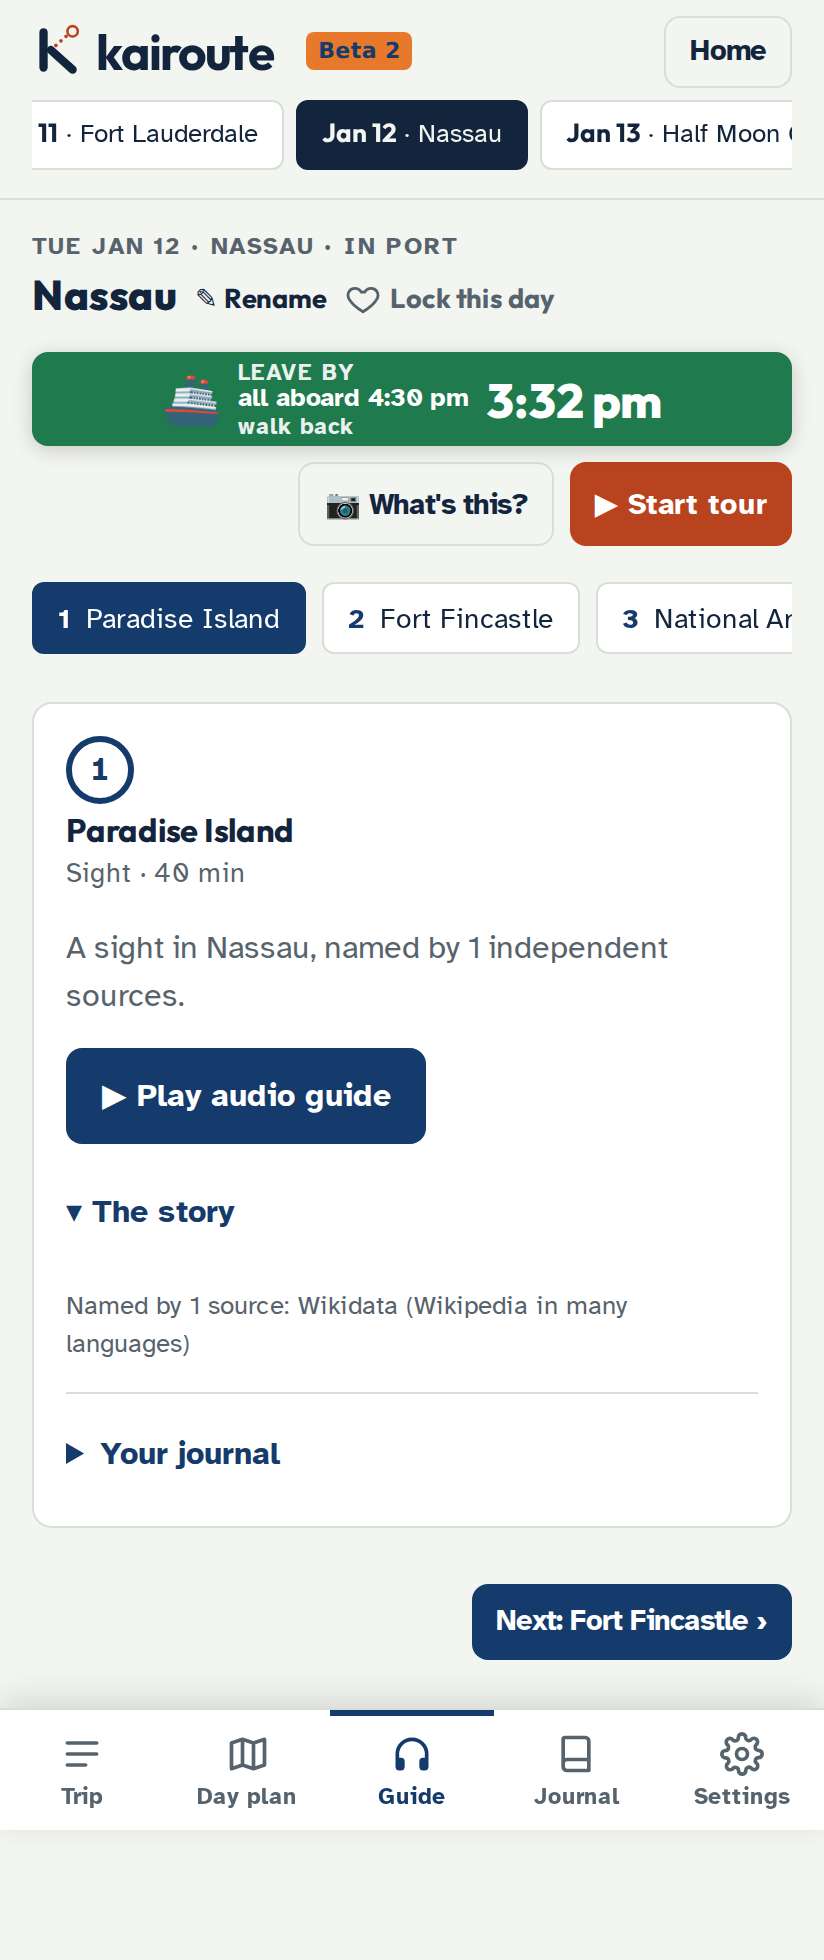 kairoute
Beta 2
Home
11 · Fort Lauderdale
Jan 12 · Nassau
Jan 13 · Half Moon
TUE JAN 12 · NASSAU · IN PORT
Nassau
✎ Rename
Lock this day
LEAVE BY
all aboard 4:30 pm
walk back
3:32 pm
What's this?
▶ Start tour
1 Paradise Island
2 Fort Fincastle
3 National
1
Paradise Island
Sight · 40 min
A sight in Nassau, named by 1 independent
sources.
▶ Play audio guide
▾ The story
Named by 1 source: Wikidata (Wikipedia in many
languages)
▶ Your journal
Next: Fort Fincastle ›
Trip
Day plan
Guide
Journal
Settings